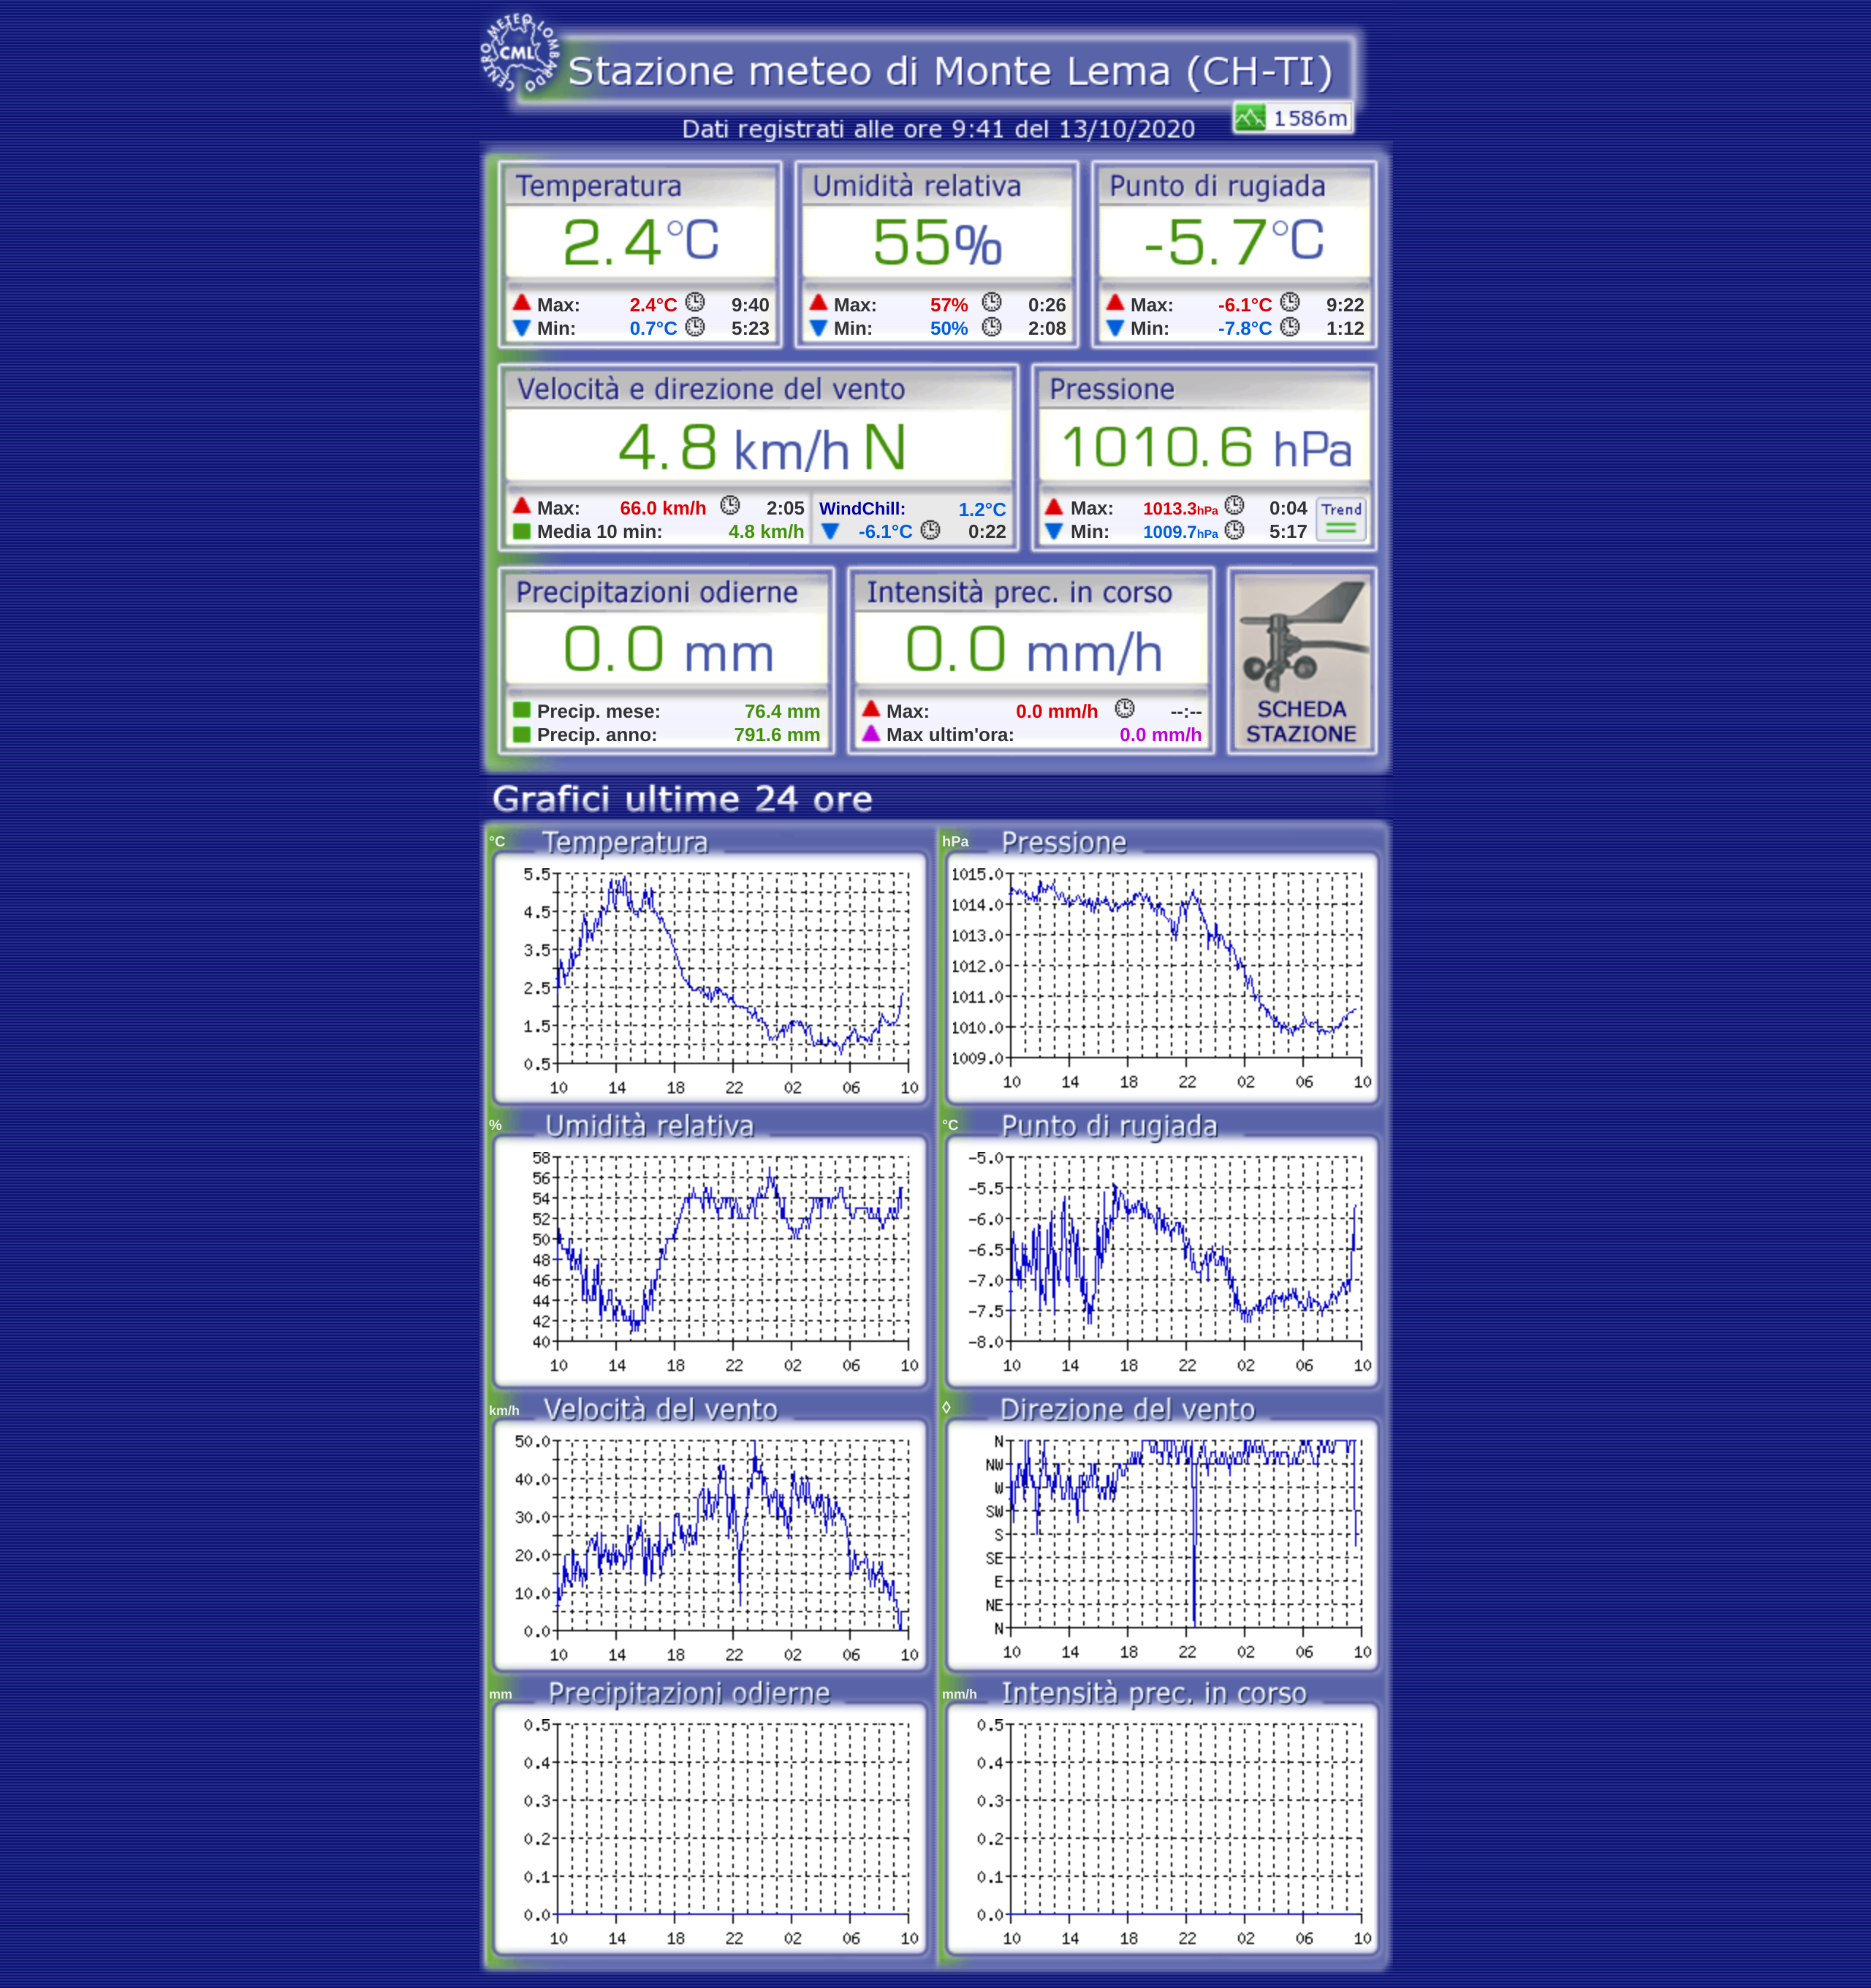 CENTRO METEO LOMBARDO
CML
Stazione meteo di Monte Lema (CH-TI)
1586m
Dati registrati alle ore 9:41 del 13/10/2020
Temperatura Umidità relativa Punto di rugiada
2.4°C 55% -5.7°C
Max: 2.4°C 9:40 Max: 57% 0:26 Max: -6.1°C 9:22
Min: 0.7°C 5:23 Min: 50% 2:08 Min: -7.8°C 1:12
Velocità e direzione del vento Pressione
4.8 km/h N 1010.6 hPa
Max: 66.0 km/h 2:05 WindChill: 1.2°C Max: 1013.3hPa 0:04 Trend
Media 10 min: 4.8 km/h -6.1°C 0:22 Min: 1009.7hPa 5:17
Precipitazioni odierne Intensità prec. in corso
0.0 mm 0.0 mm/h
Precip. mese: 76.4 mm Max: 0.0 mm/h --:-- SCHEDA
Precip. anno: 791.6 mm Max ultim'ora: 0.0 mm/h STAZIONE
Grafici ultime 24 ore
°C Temperatura hPa Pressione
5.5 1015.0
4.5 1014.0
3.5 1013.0
2.5 1012.0
1.5 1011.0
0.5 1010.0
1009.0
10 14 18 22 02 06 10 10 14 18 22 02 06 10
% Umidità relativa °C Punto di rugiada
58 -5.0
56 -5.5
54 -6.0
52 -6.5
50 -7.0
48 -7.5
46 -8.0
44
42
40
10 14 18 22 02 06 10 10 14 18 22 02 06 10
km/h Velocità del vento ◊ Direzione del vento
50.0 N
40.0 NW
30.0 W
20.0 SW
10.0 S
0.0 SE
E
NE
N
10 14 18 22 02 06 10 10 14 18 22 02 06 10
mm Precipitazioni odierne mm/h Intensità prec. in corso
0.5 0.5
0.4 0.4
0.3 0.3
0.2 0.2
0.1 0.1
0.0 0.0
10 14 18 22 02 06 10 10 14 18 22 02 06 10